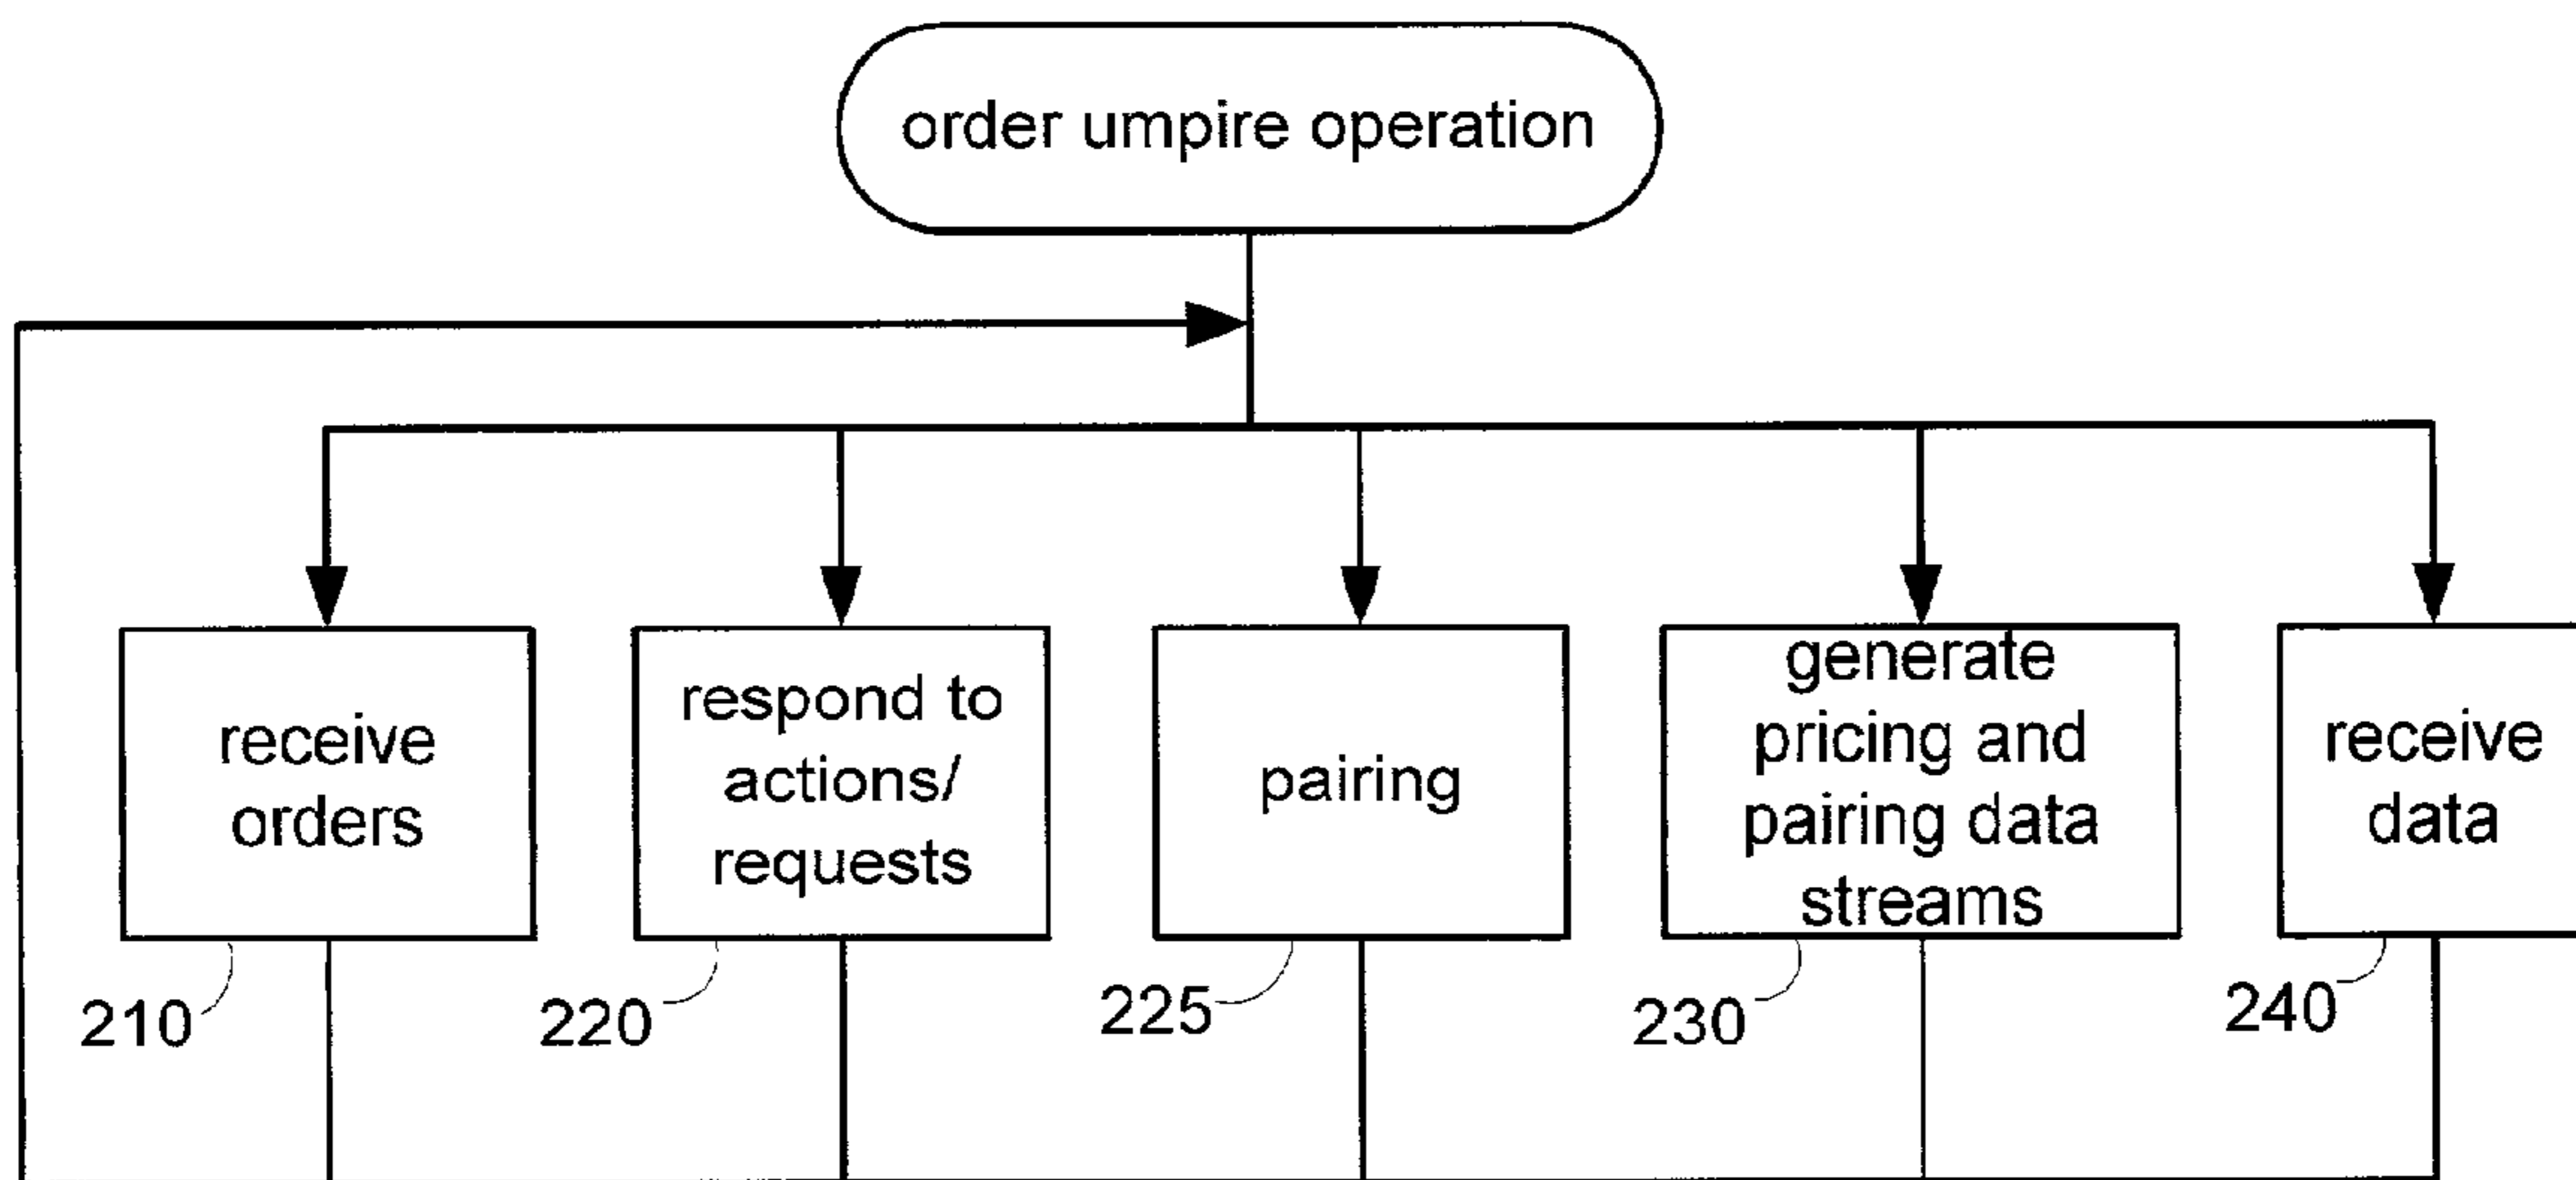 order umpire operation
receive
orders
respond to
actions/
requests
pairing
generate
pricing and
pairing data
streams
receive
data
210
220
225
230
240